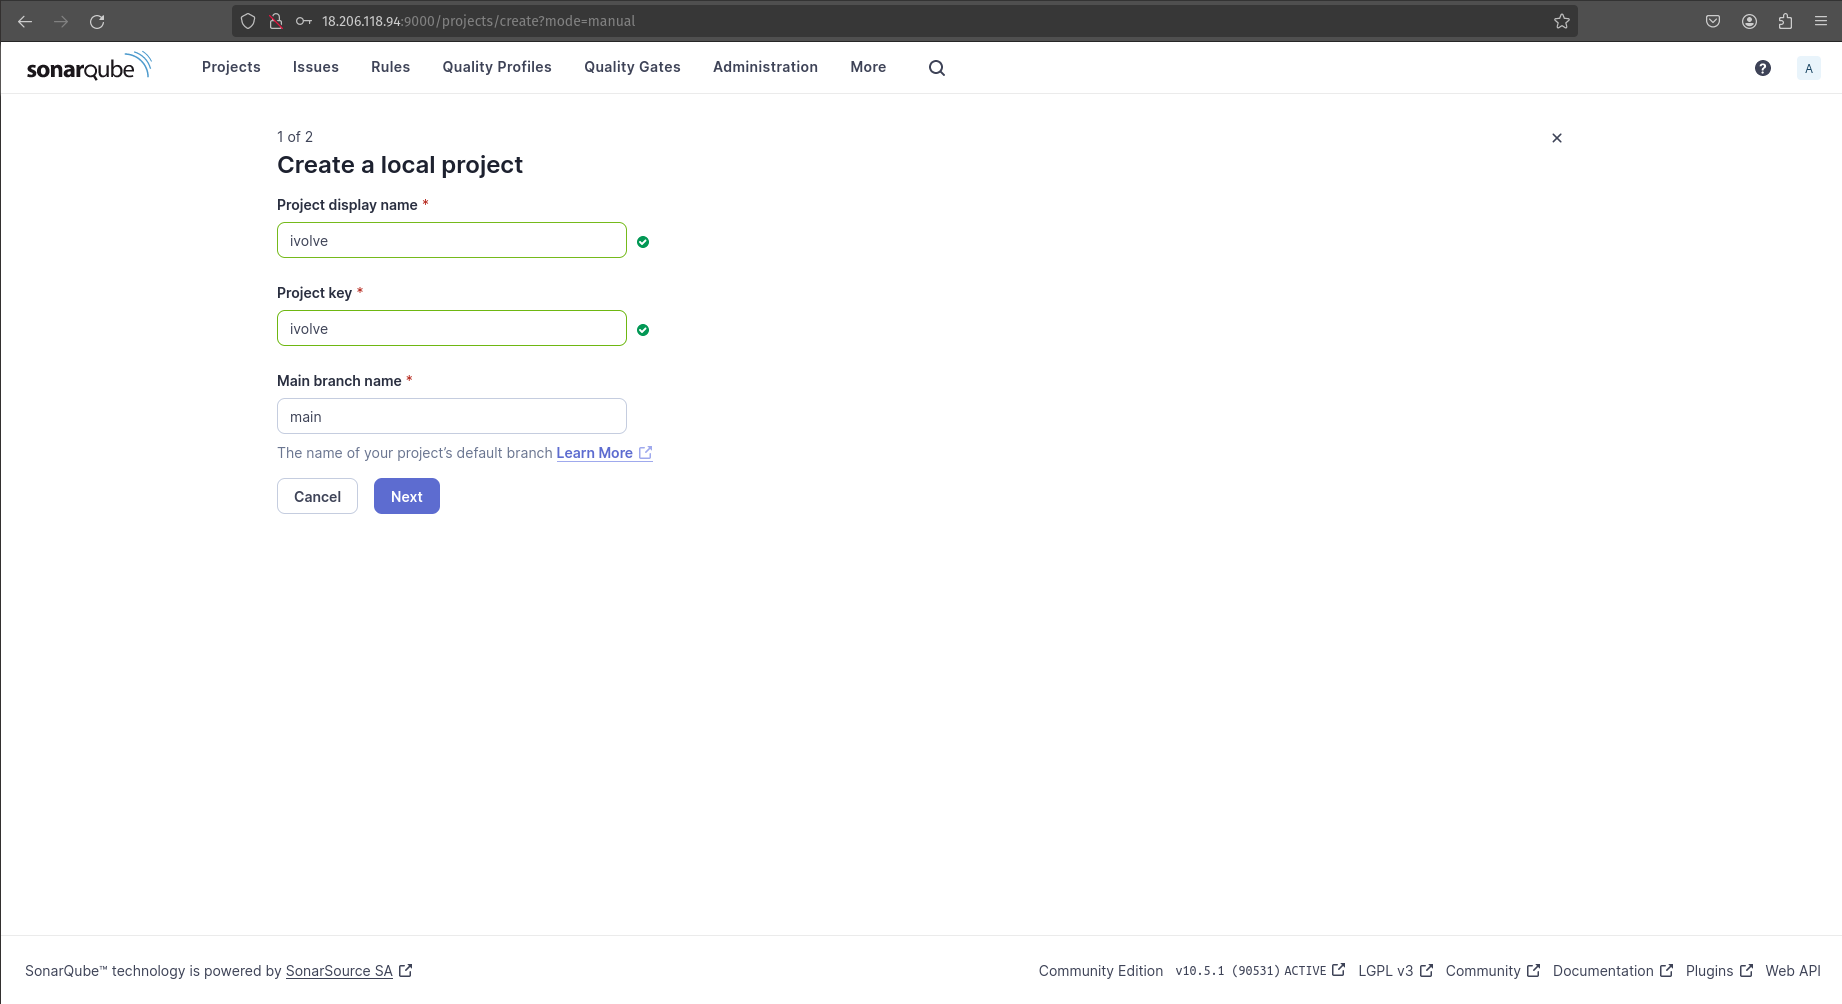 18.206.118.94:9000/projects/create?mode=manual
sonarqube Projects Issues Rules Quality Profiles Quality Gates Administration More ? A
1 of 2
Create a local project
Project display name *
ivolve
Project key *
ivolve
Main branch name *
main
The name of your project’s default branch Learn More
Cancel Next
SonarQube™ technology is powered by SonarSource SA Community Edition v10.5.1 (90531) ACTIVE LGPL v3 Community Documentation Plugins Web API